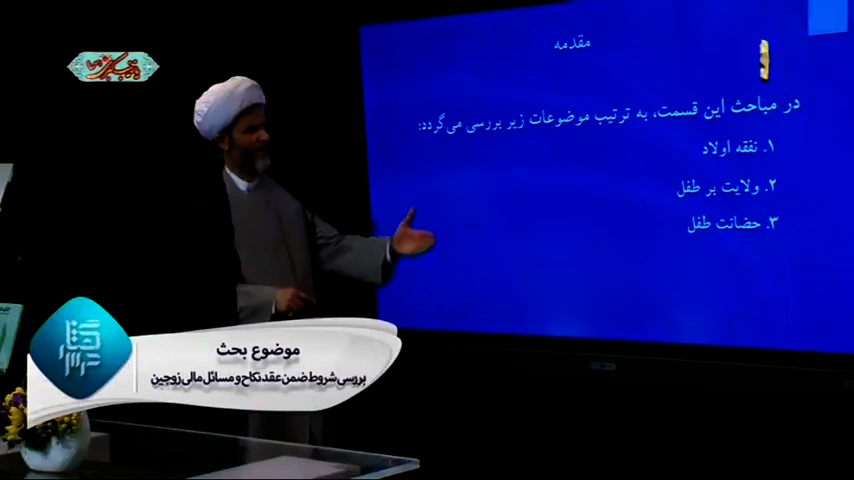 مقدمه
در مباحث این قسمت، به ترتیب موضوعات زیر بررسی می‌گردد:
۱. نفقه اولاد
۲. ولایت بر طفل
۳. حضانت طفل
موضوع بحث
بررسی شروط ضمن عقد نکاح و مسائل مالی زوجین